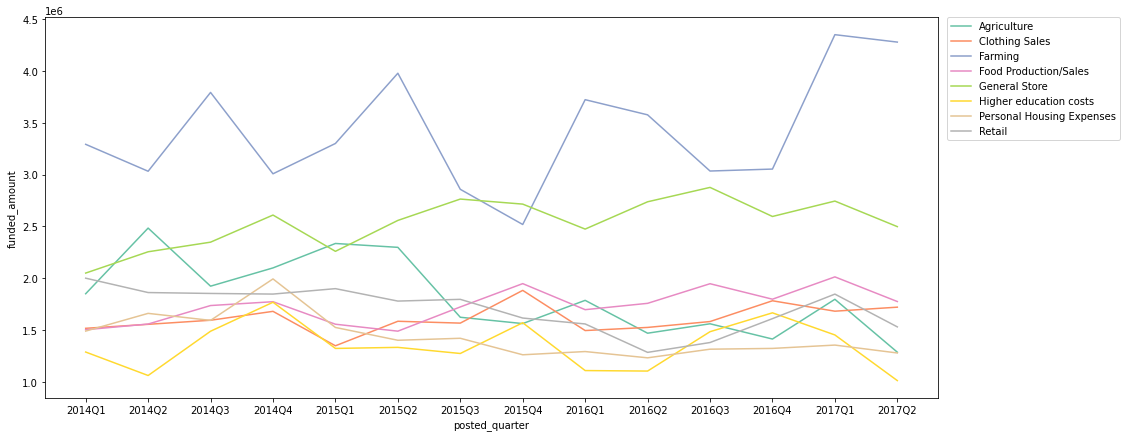 1e6
4.5
4.0
3.5
3.0
2.5
2.0
1.5
1.0
funded_amount
2014Q1 2014Q2 2014Q3 2014Q4 2015Q1 2015Q2 2015Q3 2015Q4 2016Q1 2016Q2 2016Q3 2016Q4 2017Q1 2017Q2
posted_quarter
Agriculture
Clothing Sales
Farming
Food Production/Sales
General Store
Higher education costs
Personal Housing Expenses
Retail